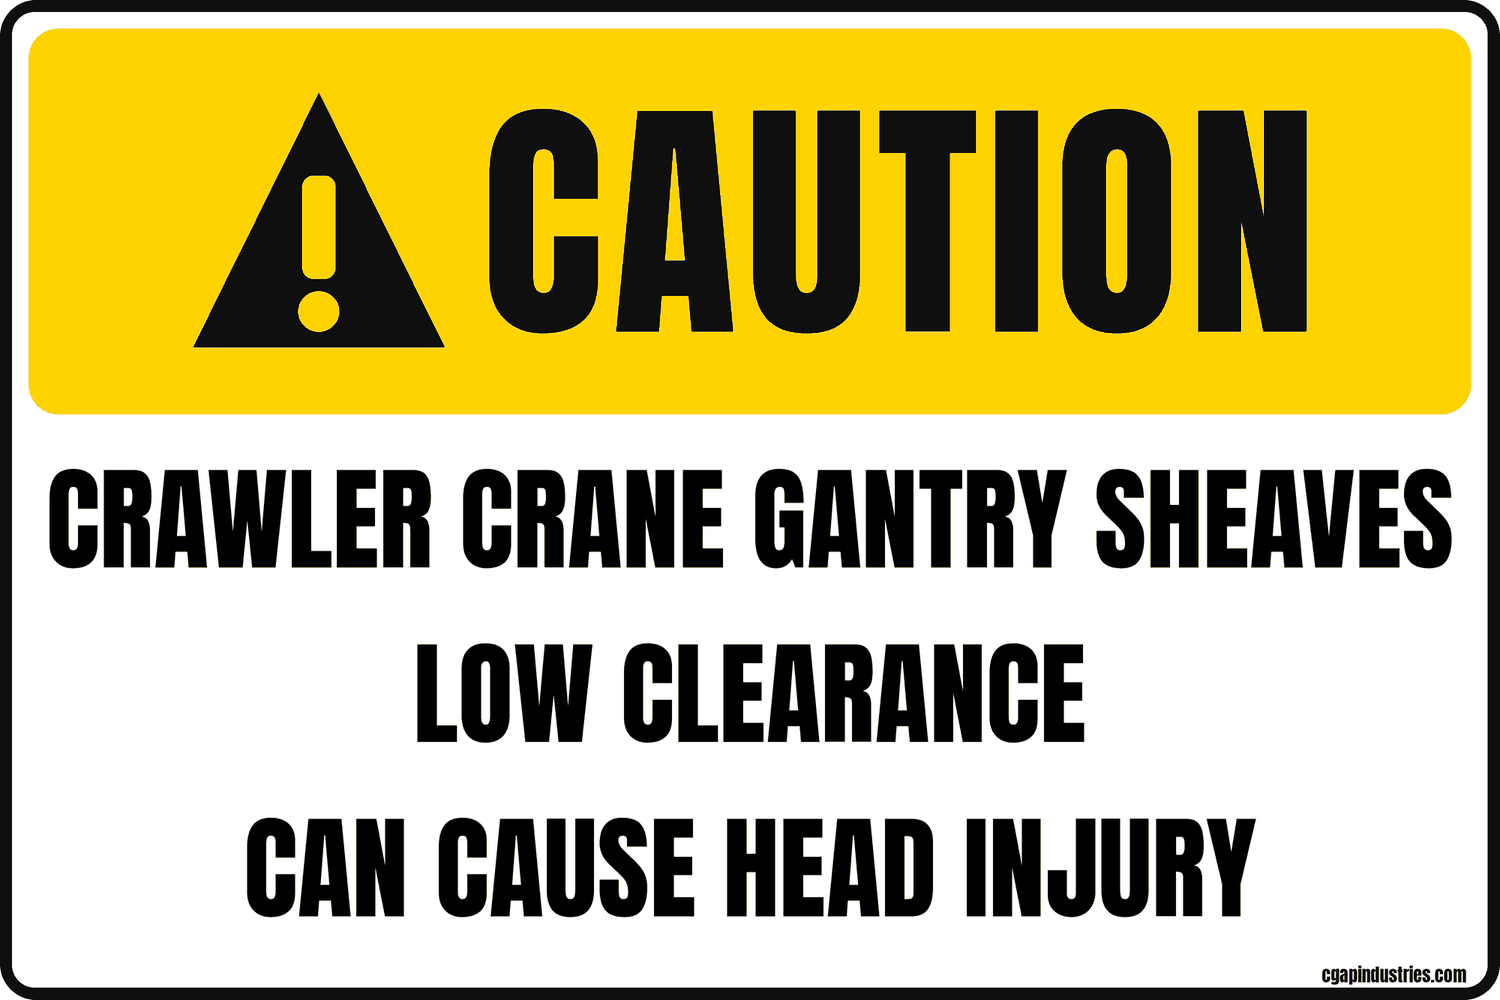 CAUTION
CRAWLER CRANE GANTRY SHEAVES
LOW CLEARANCE
CAN CAUSE HEAD INJURY
cgapindustries.com